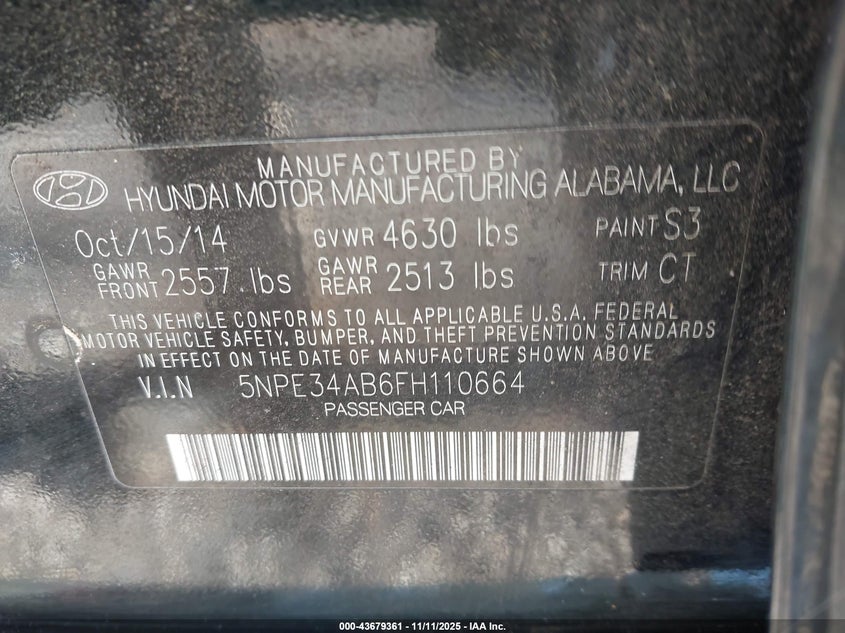 MANUFACTURED BY
HYUNDAI MOTOR MANUFACTURING ALABAMA, LLC
Oct/15/14 GVWR 4630 lbs PAINT S3
GAWR FRONT 2557 lbs GAWR REAR 2513 lbs TRIM CT
THIS VEHICLE CONFORMS TO ALL APPLICABLE U.S.A. FEDERAL
MOTOR VEHICLE SAFETY, BUMPER, AND THEFT PREVENTION STANDARDS
IN EFFECT ON THE DATE OF MANUFACTURE SHOWN ABOVE
V.I.N 5NPE34AB6FH110664
PASSENGER CAR
000-43679361 - 11/11/2025 - IAA Inc.